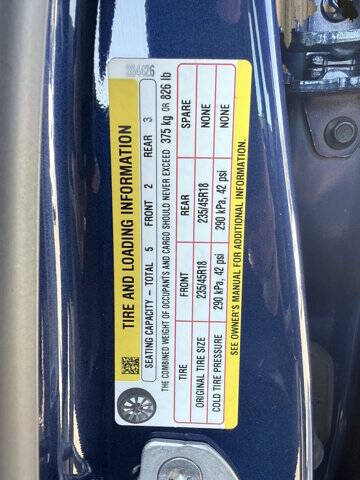 384426
TIRE AND LOADING INFORMATION
SEATING CAPACITY – TOTAL 5 FRONT 2 REAR 3
THE COMBINED WEIGHT OF OCCUPANTS AND CARGO SHOULD NEVER EXCEED 375 kg OR 826 lb
TIRE FRONT REAR SPARE
ORIGINAL TIRE SIZE 235/45R18 235/45R18 NONE
COLD TIRE PRESSURE 290 kPa, 42 psi 290 kPa, 42 psi NONE
SEE OWNER'S MANUAL FOR ADDITIONAL INFORMATION.